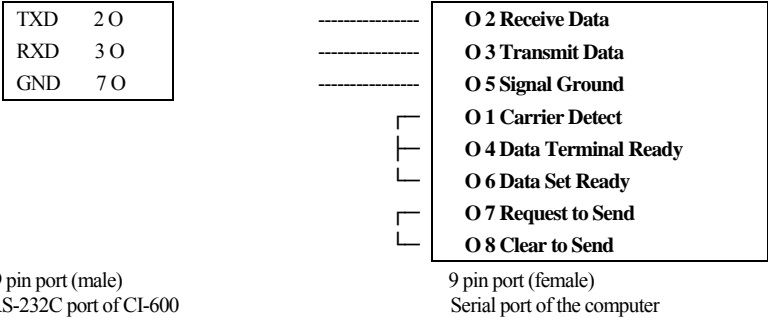 TXD 2 O ---------------- O 2 Receive Data
RXD 3 O ---------------- O 3 Transmit Data
GND 7 O ---------------- O 5 Signal Ground
O 1 Carrier Detect
O 4 Data Terminal Ready
O 6 Data Set Ready
O 7 Request to Send
O 8 Clear to Send
pin port (male) 9 pin port (female)
S-232C port of CI-600 Serial port of the computer